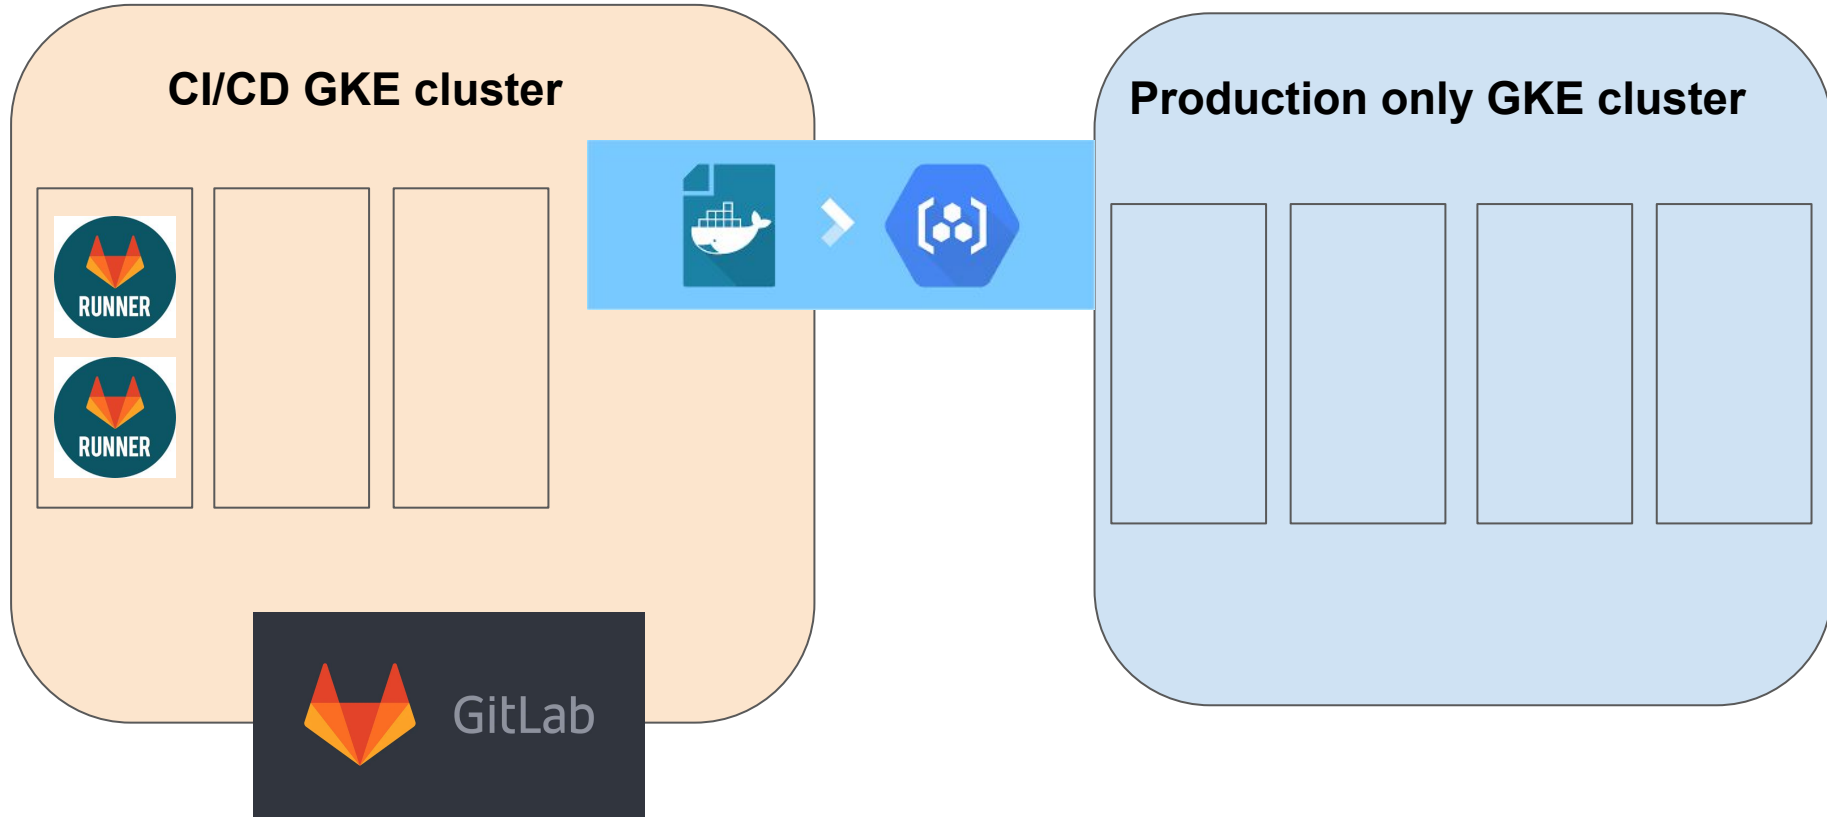 CI/CD GKE cluster
Production only GKE cluster
RUNNER
RUNNER
GitLab